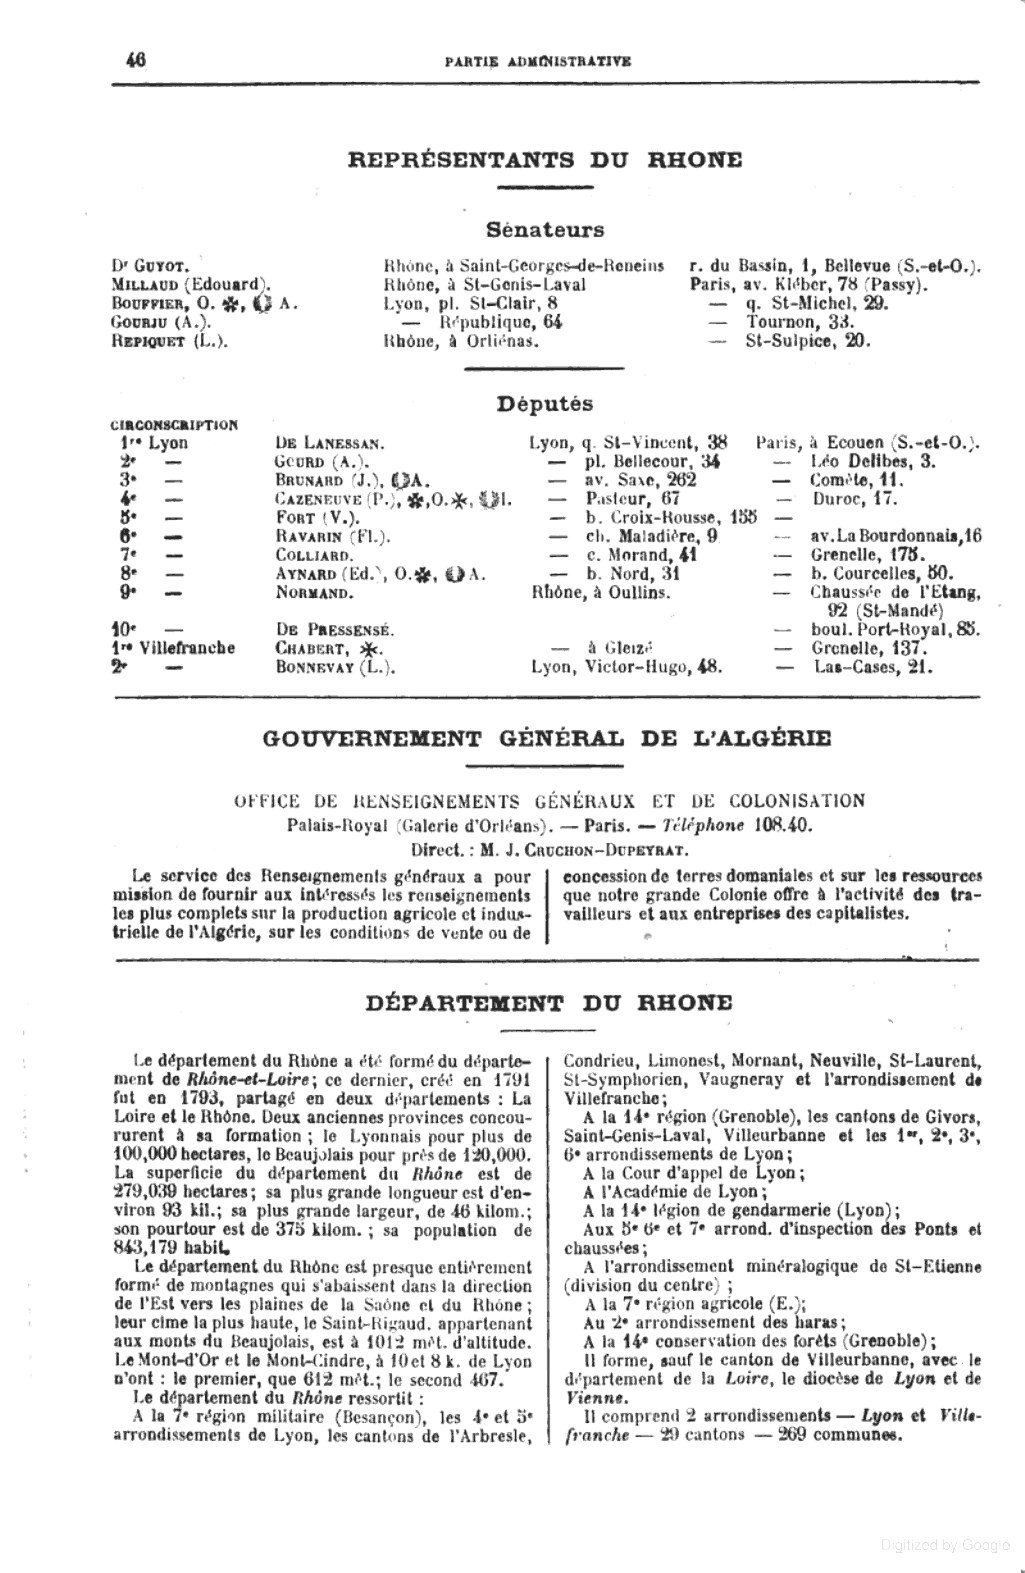 46
PARTIE ADMINISTRATIVE
REPRÉSENTANTS DU RHONE
Sénateurs
Dr GUYOT. Rhône, à Saint-Georges-de-Reneins r. du Bassin, 1, Bellevue (S.-et-O.).
MILLAUD (Edouard). Rhône, à St-Genis-Laval Paris, av. Kléber, 78 (Passy).
BOUFFIER, O. ✻, A. Lyon, pl. St-Clair, 8 — q. St-Michel, 29.
GOURJU (A.). — République, 64 — Tournon, 33.
REPIQUET (L.). Rhône, à Orliénas. — St-Sulpice, 20.
Députés
CIRCONSCRIPTION
1re Lyon DE LANESSAN. Lyon, q. St-Vincent, 38 Paris, à Ecouen (S.-et-O.).
2e — GOURD (A.). — pl. Bellecour, 34 — Léo Delibes, 3.
3e — BRUNARD (J.), A. — av. Saxe, 262 — Comète, 11.
4e — CAZENEUVE (P.), ✻, O. ✻, I. — Pasteur, 67 — Duroc, 17.
5e — FORT (V.). — b. Croix-Rousse, 155 —
6e — RAVARIN (Fl.). — ch. Maladière, 9 — av. La Bourdonnais, 16
7e — COLLIARD. — c. Morand, 41 — Grenelle, 175.
8e — AYNARD (Ed.), O. ✻, A. — b. Nord, 31 — b. Courcelles, 50.
9e — NORMAND. Rhône, à Oullins. — Chaussée de l'Etang,
92 (St-Mandé)
10e — DE PRESSENSÉ. — boul. Port-Royal, 85.
1re Villefranche CHABERT, ✻. — à Gleizé — Grenelle, 137.
2e — BONNEVAY (L.). Lyon, Victor-Hugo, 48. — Las-Cases, 21.
GOUVERNEMENT GÉNÉRAL DE L'ALGÉRIE
OFFICE DE RENSEIGNEMENTS GÉNÉRAUX ET DE COLONISATION
Palais-Royal (Galerie d'Orléans). — Paris. — Téléphone 108.40.
Direct. : M. J. CRUCHON-DUPEYRAT.
Le service des Renseignements généraux a pour
mission de fournir aux intéressés les renseignements
les plus complets sur la production agricole et indus-
trielle de l'Algérie, sur les conditions de vente ou de
concession de terres domaniales et sur les ressources
que notre grande Colonie offre à l'activité des tra-
vailleurs et aux entreprises des capitalistes.
DÉPARTEMENT DU RHONE
Le département du Rhône a été formé du départe-
ment de Rhône-et-Loire; ce dernier, créé en 1791
fut en 1793, partagé en deux départements : La
Loire et le Rhône. Deux anciennes provinces concou-
rurent à sa formation ; le Lyonnais pour plus de
100,000 hectares, le Beaujolais pour près de 120,000.
La superficie du département du Rhône est de
279,039 hectares; sa plus grande longueur est d'en-
viron 93 kil.; sa plus grande largeur, de 46 kilom.;
son pourtour est de 375 kilom. ; sa population de
843,179 habit.
Le département du Rhône est presque entièrement
formé de montagnes qui s'abaissent dans la direction
de l'Est vers les plaines de la Saône et du Rhône;
leur cime la plus haute, le Saint-Rigaud, appartenant
aux monts du Beaujolais, est à 1012 mèt. d'altitude.
Le Mont-d'Or et le Mont-Cindre, à 10 et 8 k. de Lyon
n'ont : le premier, que 612 mèt.; le second 467.
Le département du Rhône ressortit :
A la 7e région militaire (Besançon), les 4e et 5e
arrondissements de Lyon, les cantons de l'Arbresle,
Condrieu, Limonest, Mornant, Neuville, St-Laurent,
St-Symphorien, Vaugneray et l'arrondissement de
Villefranche;
A la 14e région (Grenoble), les cantons de Givors,
Saint-Genis-Laval, Villeurbanne et les 1er, 2e, 3e,
6e arrondissements de Lyon;
A la Cour d'appel de Lyon;
A l'Académie de Lyon;
A la 14e légion de gendarmerie (Lyon);
Aux 5e 6e et 7e arrond. d'inspection des Ponts et
chaussées;
A l'arrondissement minéralogique de St-Etienne
(division du centre) ;
A la 7e région agricole (E.);
Au 2e arrondissement des haras;
A la 14e conservation des forêts (Grenoble);
Il forme, sauf le canton de Villeurbanne, avec le
département de la Loire, le diocèse de Lyon et de
Vienne.
Il comprend 2 arrondissements — Lyon et Ville-
franche — 29 cantons — 269 communes.
Digitized by Google